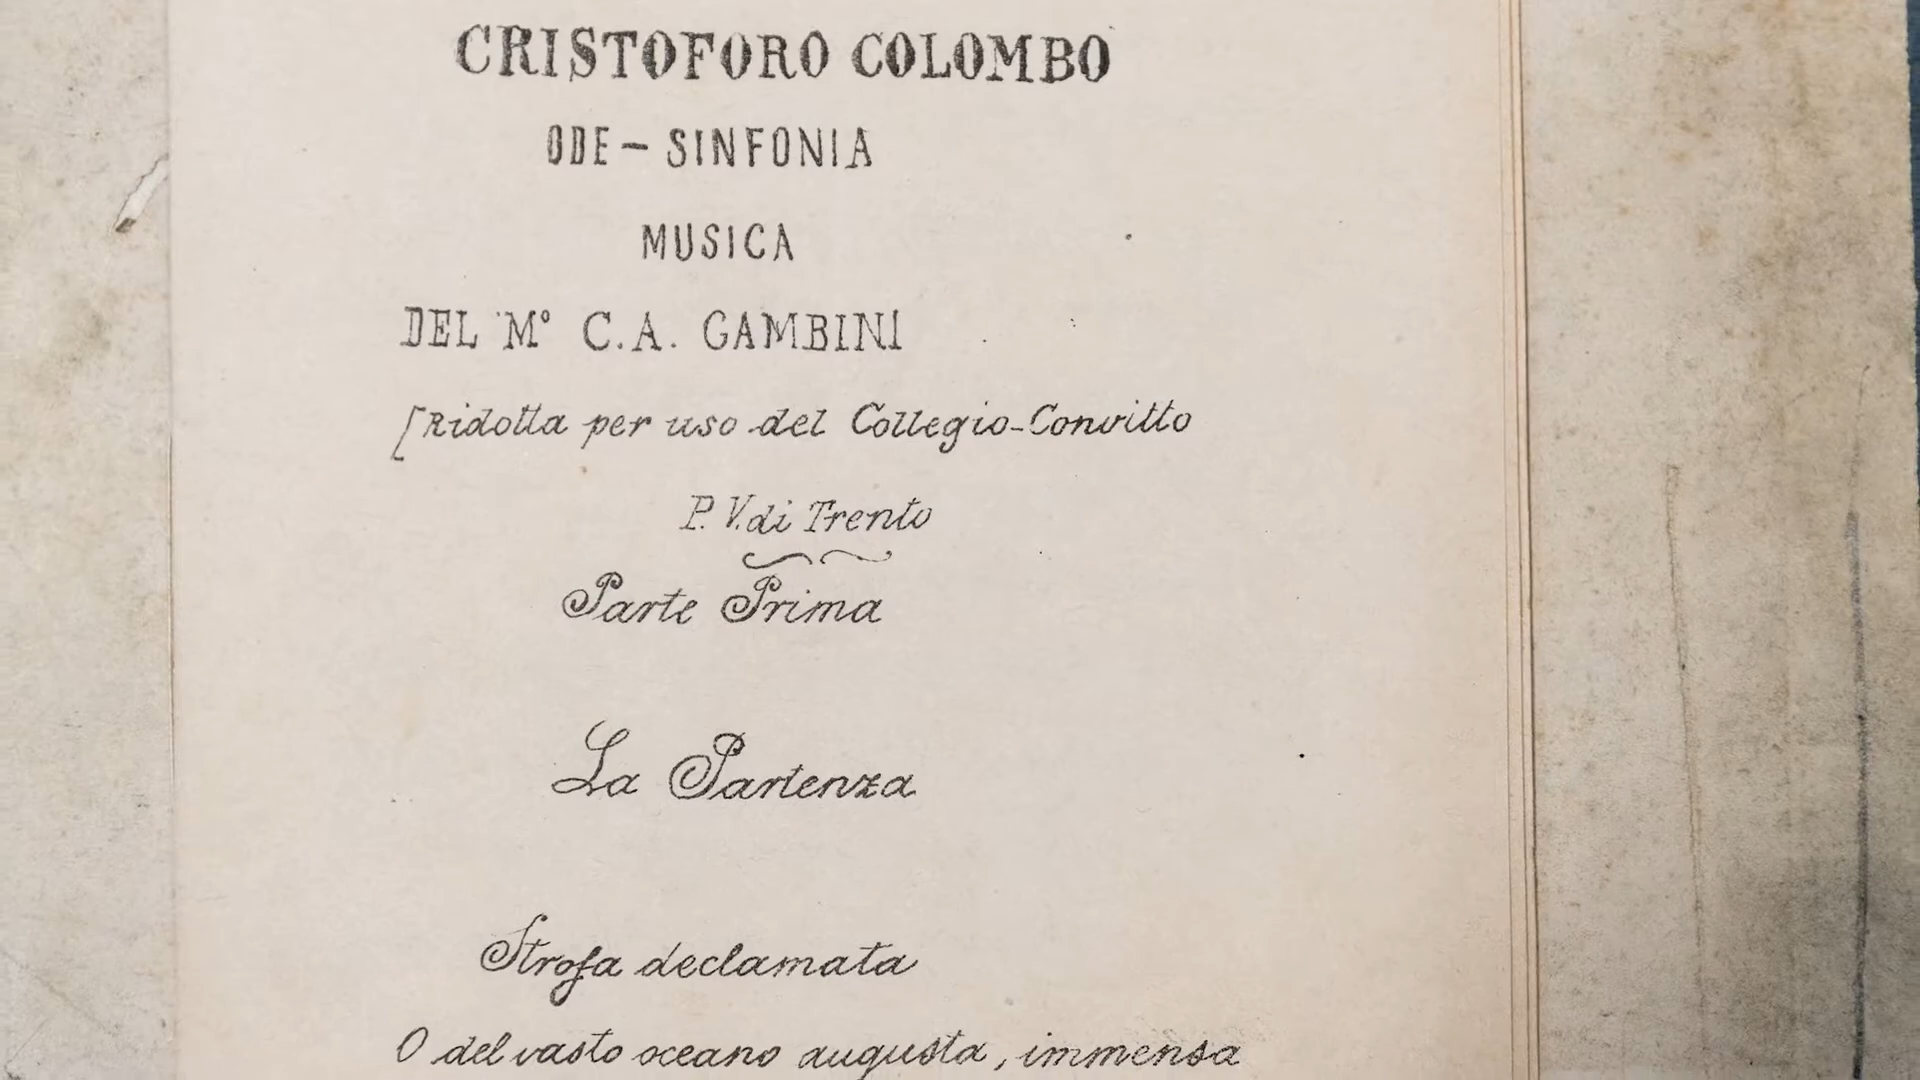 CRISTOFORO COLOMBO
ODE - SINFONIA
MUSICA
DEL M° C.A. GAMBINI
[Ridotta per uso del Collegio-Convitto
P. V. di Trento
Parte Prima
La Partenza
Strofa declamata
O del vasto oceano augusta, immensa